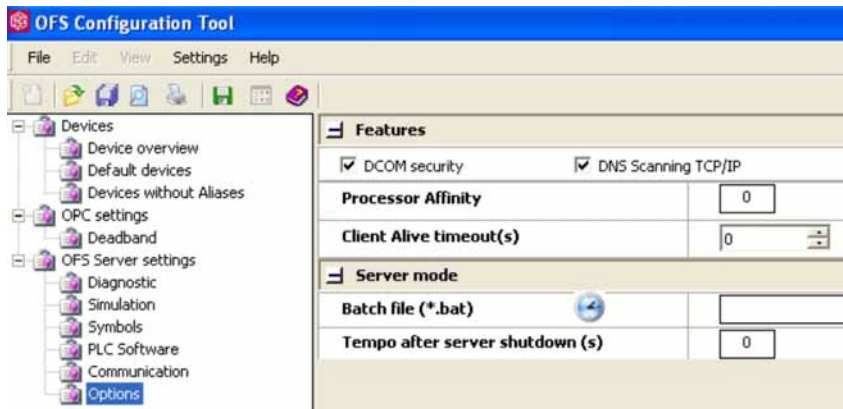 OFS Configuration Tool
File Edit View Settings Help
Devices
Device overview
Default devices
Devices without Aliases
OPC settings
Deadband
OFS Server settings
Diagnostic
Simulation
Symbols
PLC Software
Communication
Options
Features
DCOM security DNS Scanning TCP/IP
Processor Affinity 0
Client Alive timeout(s) 0
Server mode
Batch file (*.bat)
Tempo after server shutdown (s) 0